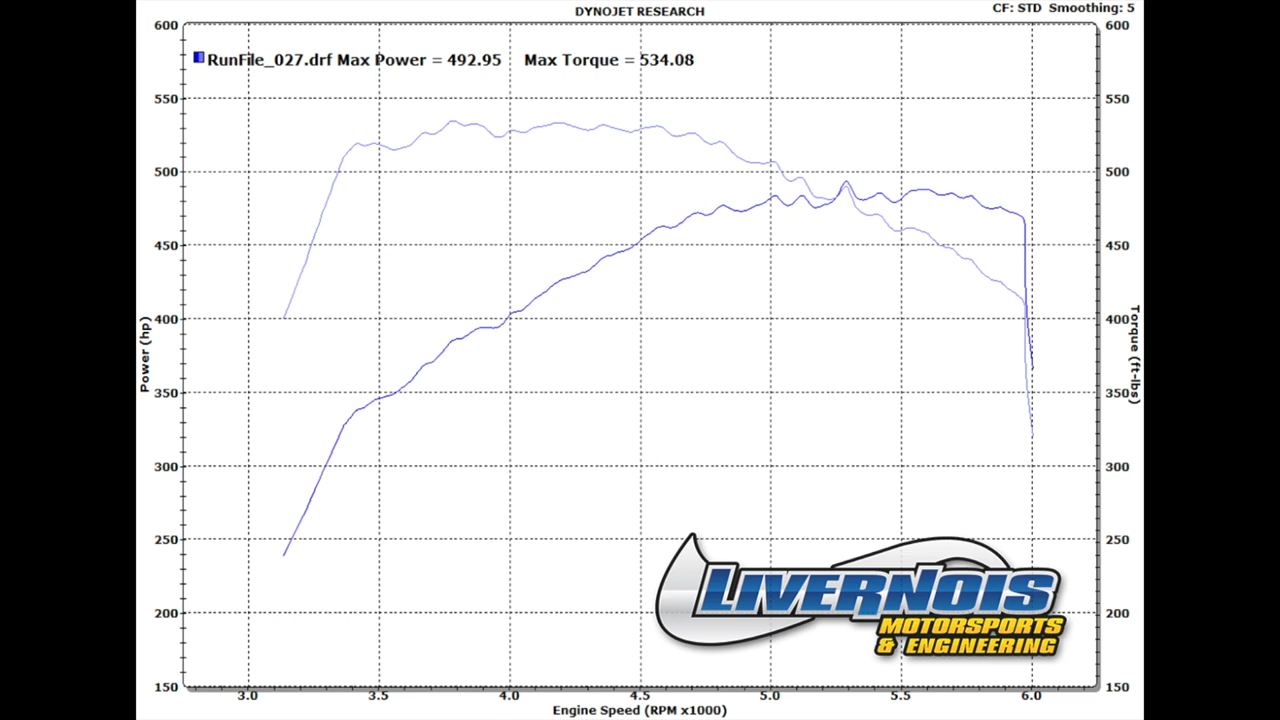 DYNOJET RESEARCH
CF: STD Smoothing: 5
RunFile_027.drf Max Power = 492.95 Max Torque = 534.08
600 600
550 550
500 500
450 450
400 400
350 350
300 300
250 250
200 200
150 150
Power (hp)
Torque (ft-lbs)
3.0 3.5 4.0 4.5 5.0 5.5 6.0
Engine Speed (RPM x1000)
LIVERNOIS
MOTORSPORTS
& ENGINEERING